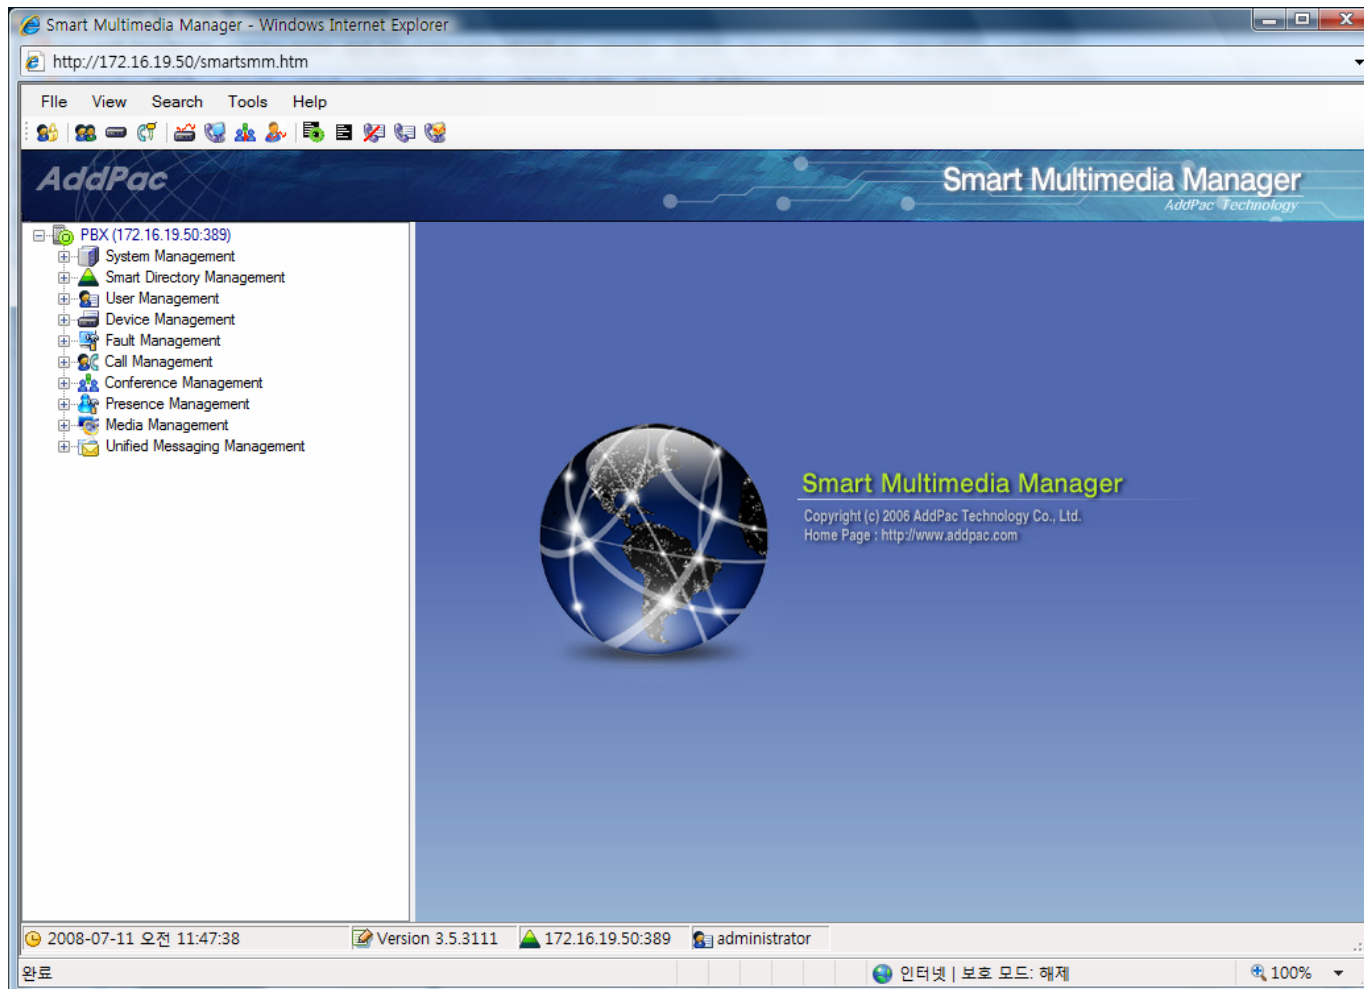 Smart Multimedia Manager - Windows Internet Explorer
http://172.16.19.50/smartsmm.htm
FIle View Search Tools Help
AddPac
Smart Multimedia Manager
AddPac Technology
PBX (172.16.19.50:389)
System Management
Smart Directory Management
User Management
Device Management
Fault Management
Call Management
Conference Management
Presence Management
Media Management
Unified Messaging Management
Smart Multimedia Manager
Copyright (c) 2006 AddPac Technology Co., Ltd.
Home Page : http://www.addpac.com
2008-07-11 오전 11:47:38 Version 3.5.3111 172.16.19.50:389 administrator
완료 인터넷 | 보호 모드: 해제 100%